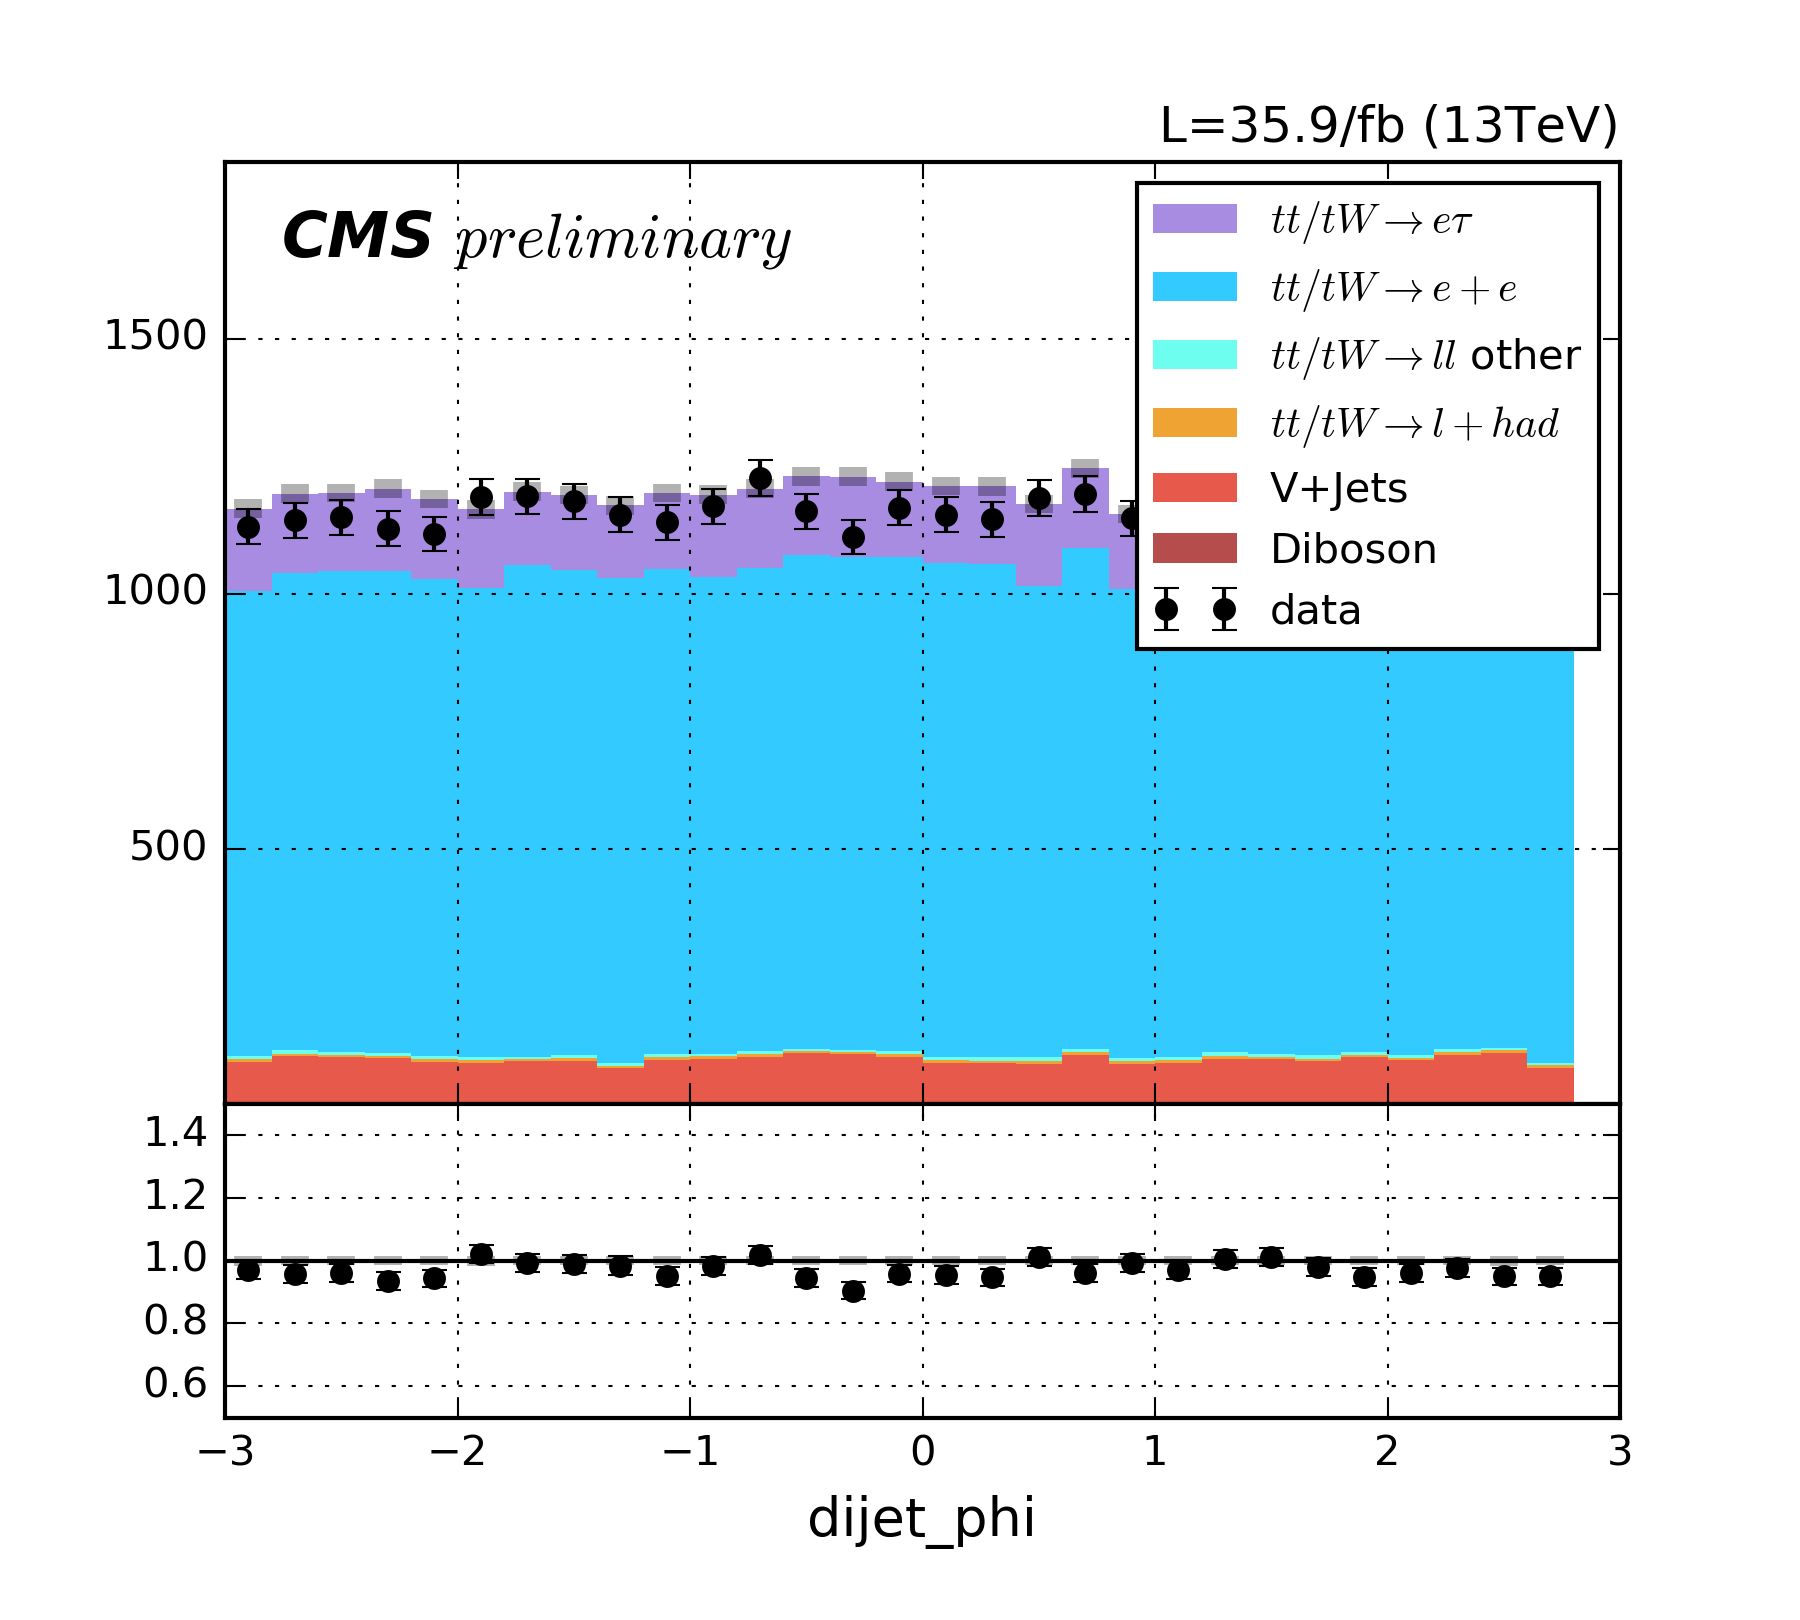 L=35.9/fb (13TeV)
CMS preliminary
tt/tW → eτ
tt/tW → e + e
tt/tW → ll other
tt/tW → l + had
V+Jets
Diboson
data
1500
1000
500
1.4
1.2
1.0
0.8
0.6
−3 −2 −1 0 1 2 3
dijet_phi